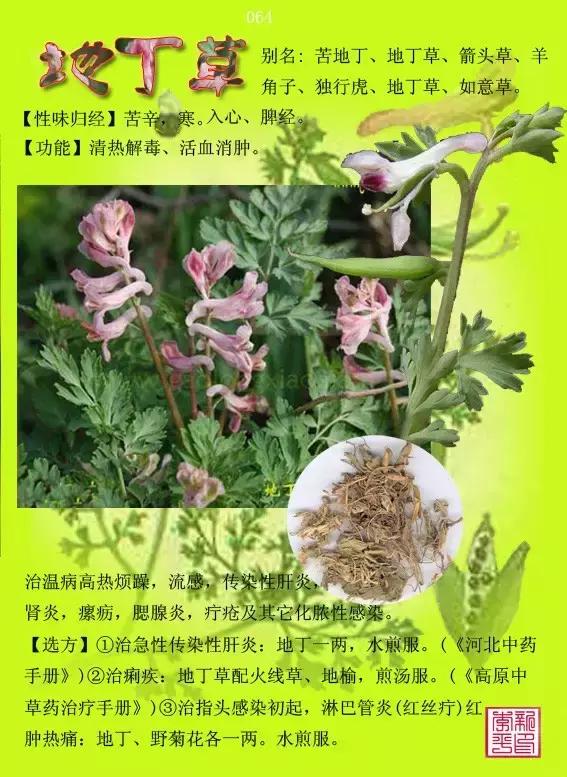 064
地丁草
别名: 苦地丁、地丁草、箭头草、羊
角子、独行虎、地丁草、如意草。
【性味归经】苦辛，寒。入心、脾经。
【功能】清热解毒、活血消肿。
地丁
治温病高热烦躁，流感，传染性肝炎，
肾炎，瘰疬，腮腺炎，疔疮及其它化脓性感染。
【选方】①治急性传染性肝炎：地丁一两，水煎服。(《河北中药
手册》)②治痢疾：地丁草配火线草、地榆，煎汤服。(《高原中
草药治疗手册》)③治指头感染初起，淋巴管炎(红丝疔)红
肿热痛：地丁、野菊花各一两。水煎服。